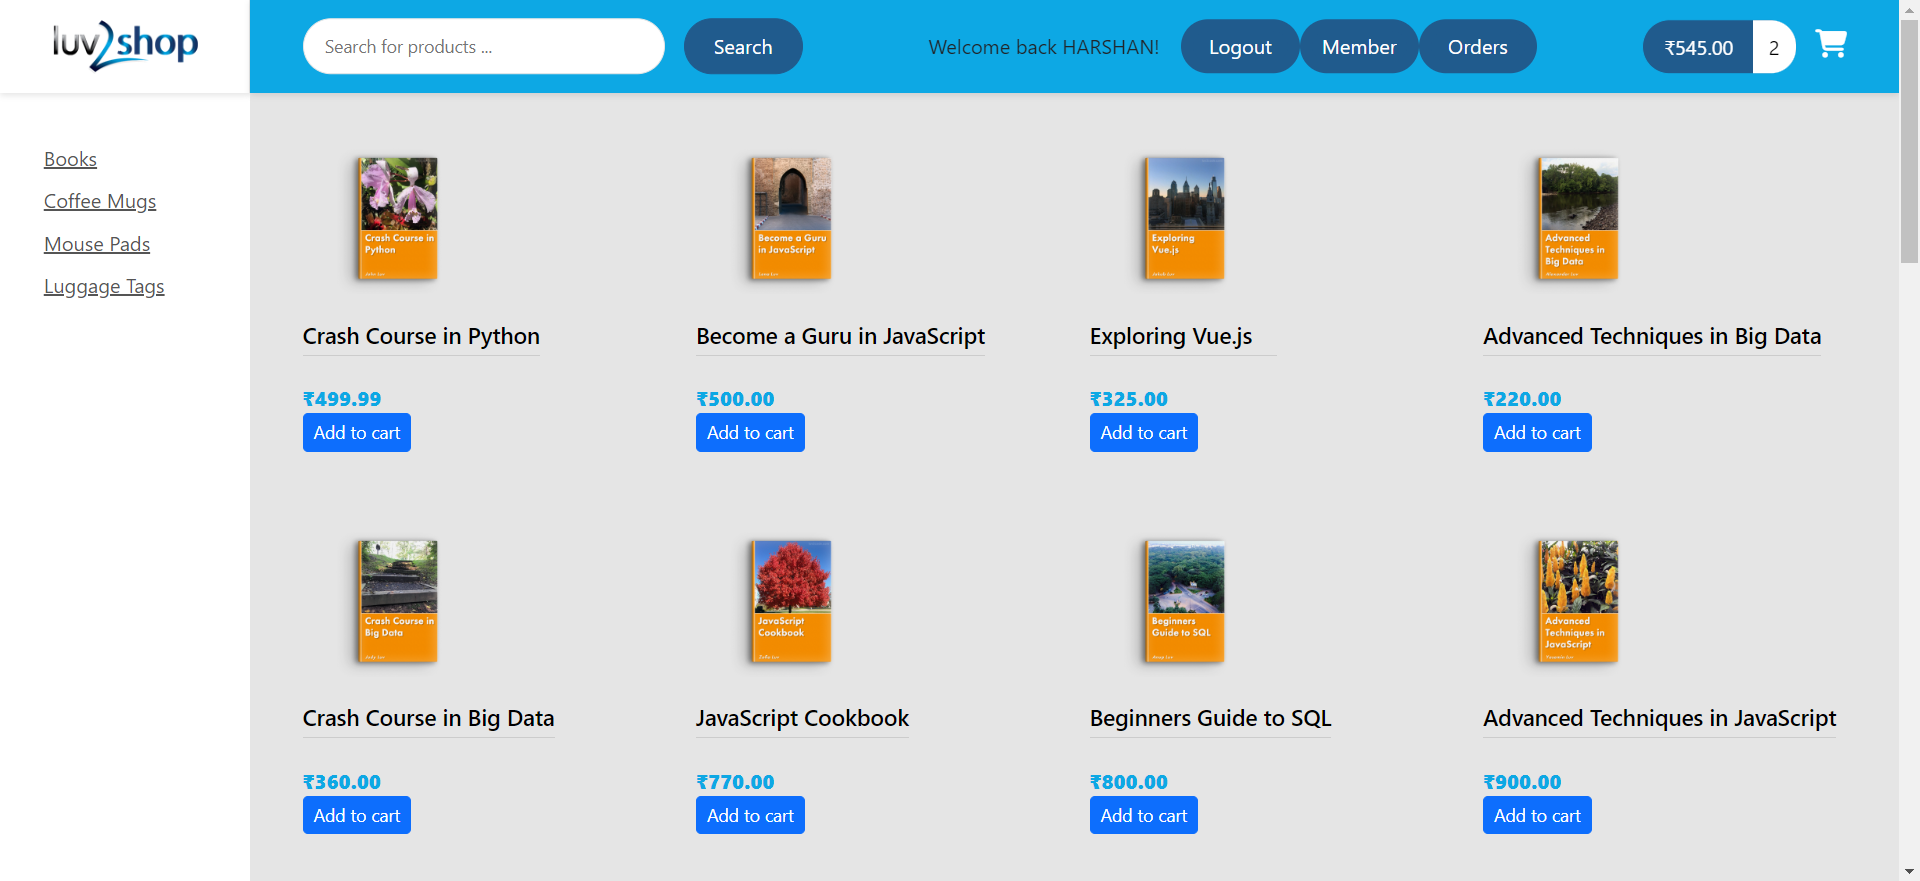 luv2shop
Search for products ...
Search
Welcome back HARSHAN!
Logout
Member
Orders
₹545.00
2
Books
Coffee Mugs
Mouse Pads
Luggage Tags
Crash Course in
Python
Become a Guru
in JavaScript
Exploring
Vue.js
Advanced
Techniques in
Big Data
Crash Course in Python
Become a Guru in JavaScript
Exploring Vue.js
Advanced Techniques in Big Data
₹499.99
₹500.00
₹325.00
₹220.00
Add to cart
Add to cart
Add to cart
Add to cart
Crash Course in
Big Data
JavaScript
Cookbook
Beginners
Guide to SQL
Advanced
Techniques in
JavaScript
Crash Course in Big Data
JavaScript Cookbook
Beginners Guide to SQL
Advanced Techniques in JavaScript
₹360.00
₹770.00
₹800.00
₹900.00
Add to cart
Add to cart
Add to cart
Add to cart